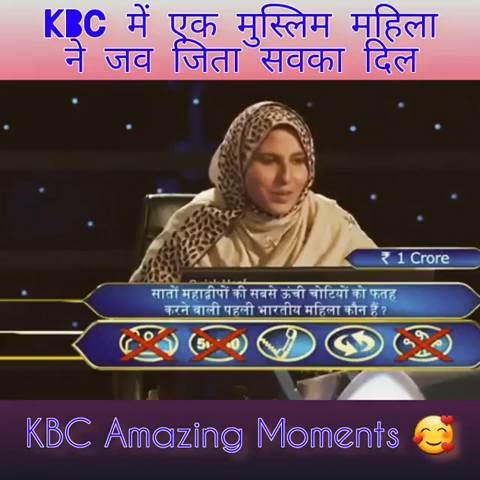 KBC में एक मुस्लिम महिला
ने जव जिता सवका दिल
₹ 1 Crore
सातों महाद्वीपों की सबसे ऊंची चोटियों को फतह
करने वाली पहली भारतीय महिला कौन हैं?
KBC Amazing Moments 🥰